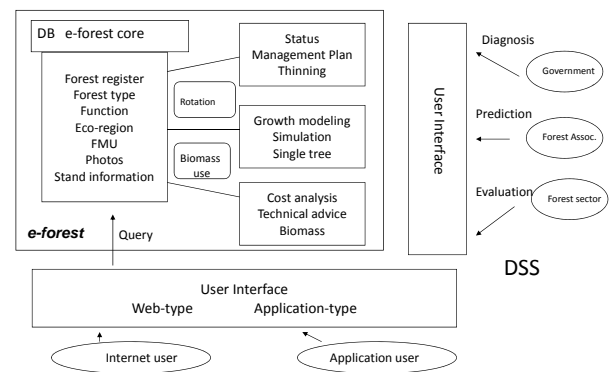 DB e-forest core
Forest register
Forest type
Function
Eco-region
FMU
Photos
Stand information
Rotation
Biomass
use
Status
Management Plan
Thinning
Growth modeling
Simulation
Single tree
Cost analysis
Technical advice
Biomass
e-forest
Query
User Interface
Web-type Application-type
Internet user
Application user
User Interface
Diagnosis
Government
Prediction
Forest Assoc.
Evaluation
Forest sector
DSS